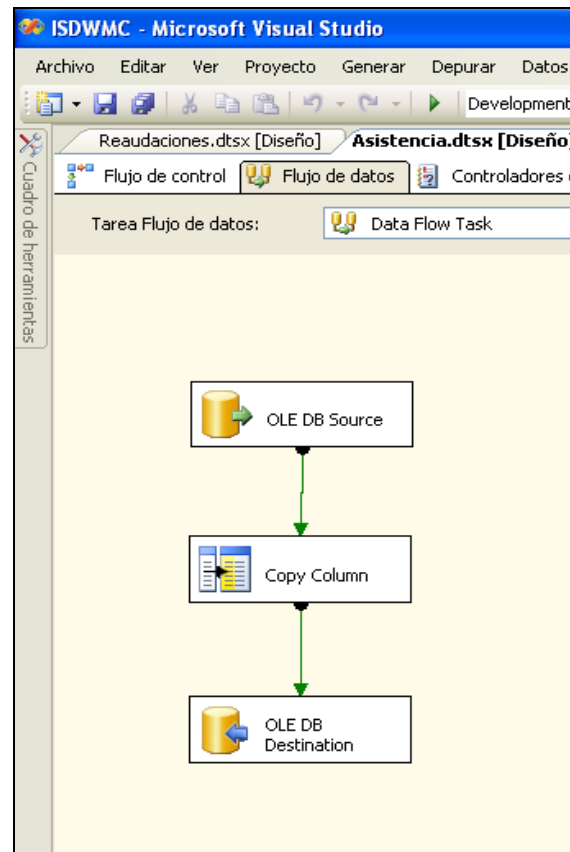 ISDWMC - Microsoft Visual Studio
Archivo Editar Ver Proyecto Generar Depurar Datos
Development
Reaudaciones.dtsx [Diseño] Asistencia.dtsx [Diseño]
Flujo de control Flujo de datos Controladores
Tarea Flujo de datos: Data Flow Task
Cuadro de herramientas
OLE DB Source
Copy Column
OLE DB
Destination